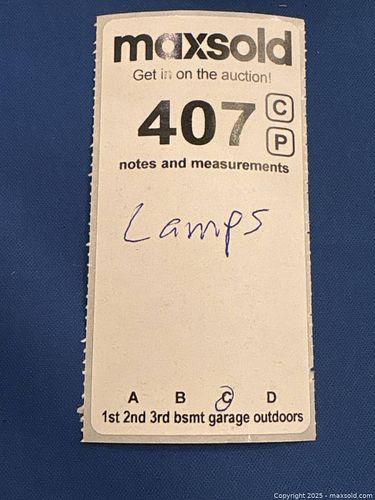 maxsold
Get in on the auction!
407 C
P
notes and measurements
Lamps
A B C D
1st 2nd 3rd bsmt garage outdoors
Copyright 2025 - maxsold.com